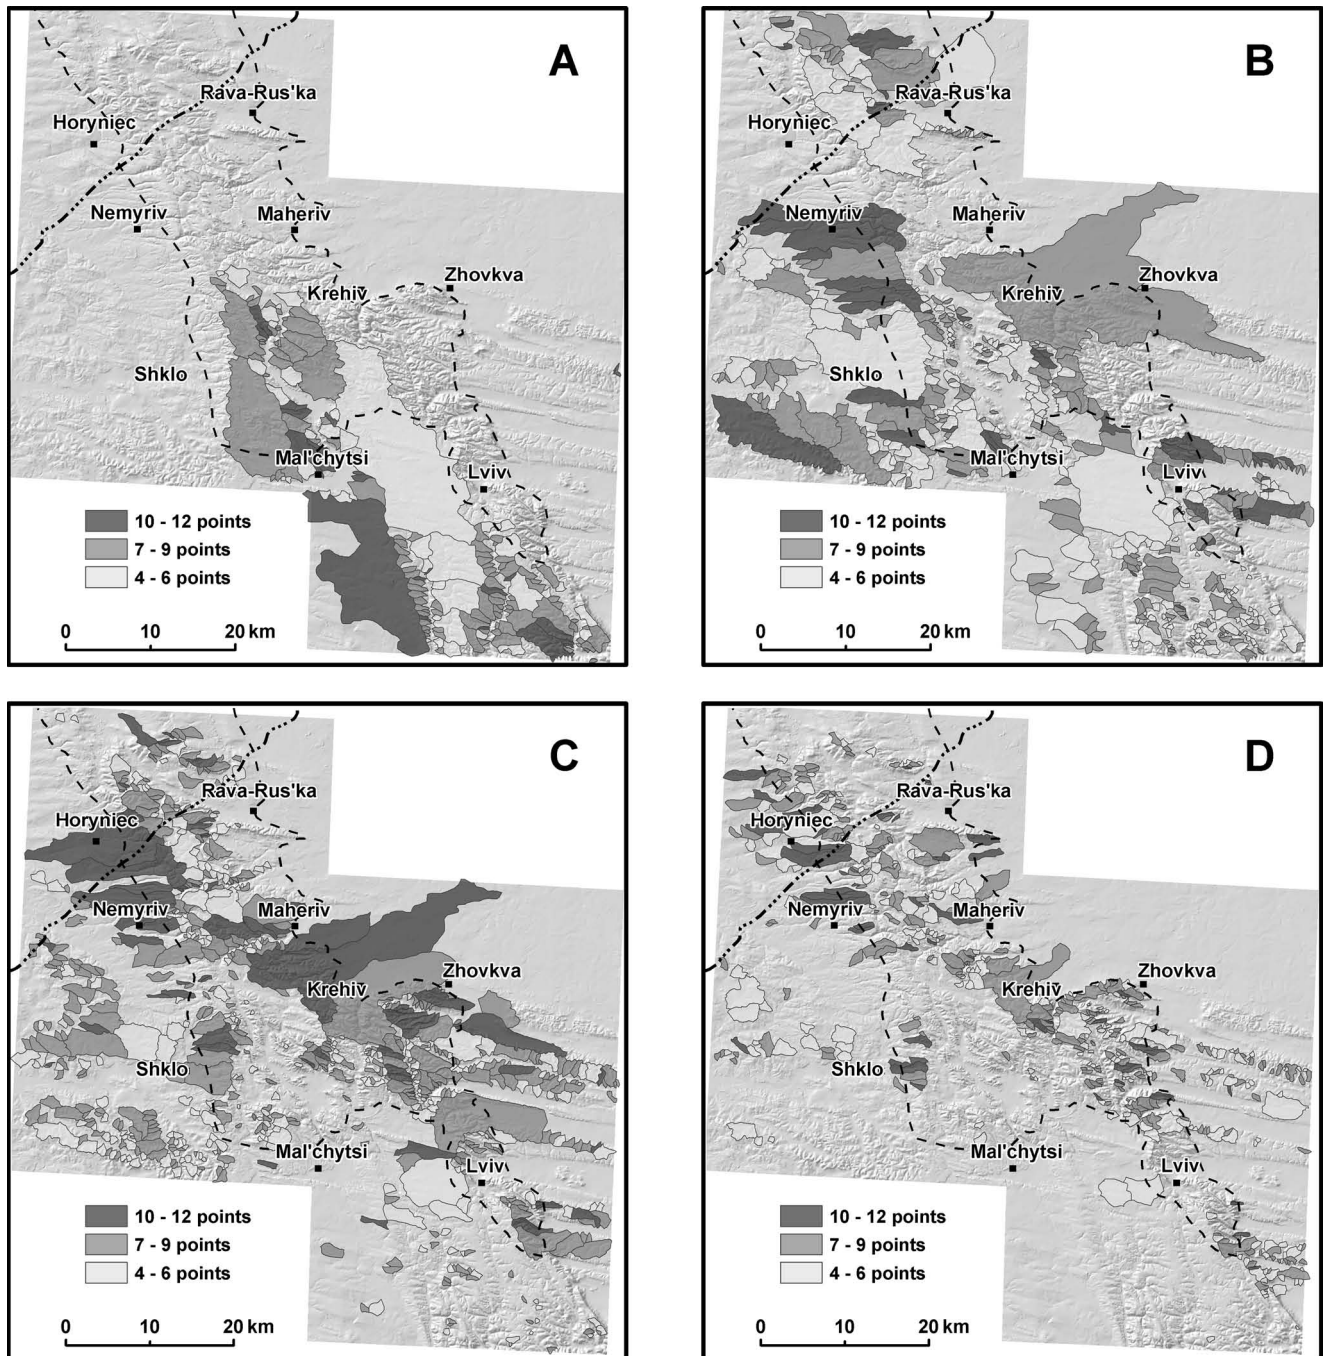 A
Rava-Rus'ka
Horyniec
Nemyriv
Maheriv
Zhovkva
Krehiv
Shklo
Mal'chytsi
Lviv
10 - 12 points
7 - 9 points
4 - 6 points
0 10 20 km
B
Rava-Rus'ka
Horyniec
Nemyriv
Maheriv
Zhovkva
Krehiv
Shklo
Mal'chytsi
Lviv
10 - 12 points
7 - 9 points
4 - 6 points
0 10 20 km
C
Rava-Rus'ka
Horyniec
Nemyriv
Maheriv
Zhovkva
Krehiv
Shklo
Mal'chytsi
Lviv
10 - 12 points
7 - 9 points
4 - 6 points
0 10 20 km
D
Rava-Rus'ka
Horyniec
Nemyriv
Maheriv
Zhovkva
Krehiv
Shklo
Mal'chytsi
Lviv
10 - 12 points
7 - 9 points
4 - 6 points
0 10 20 km